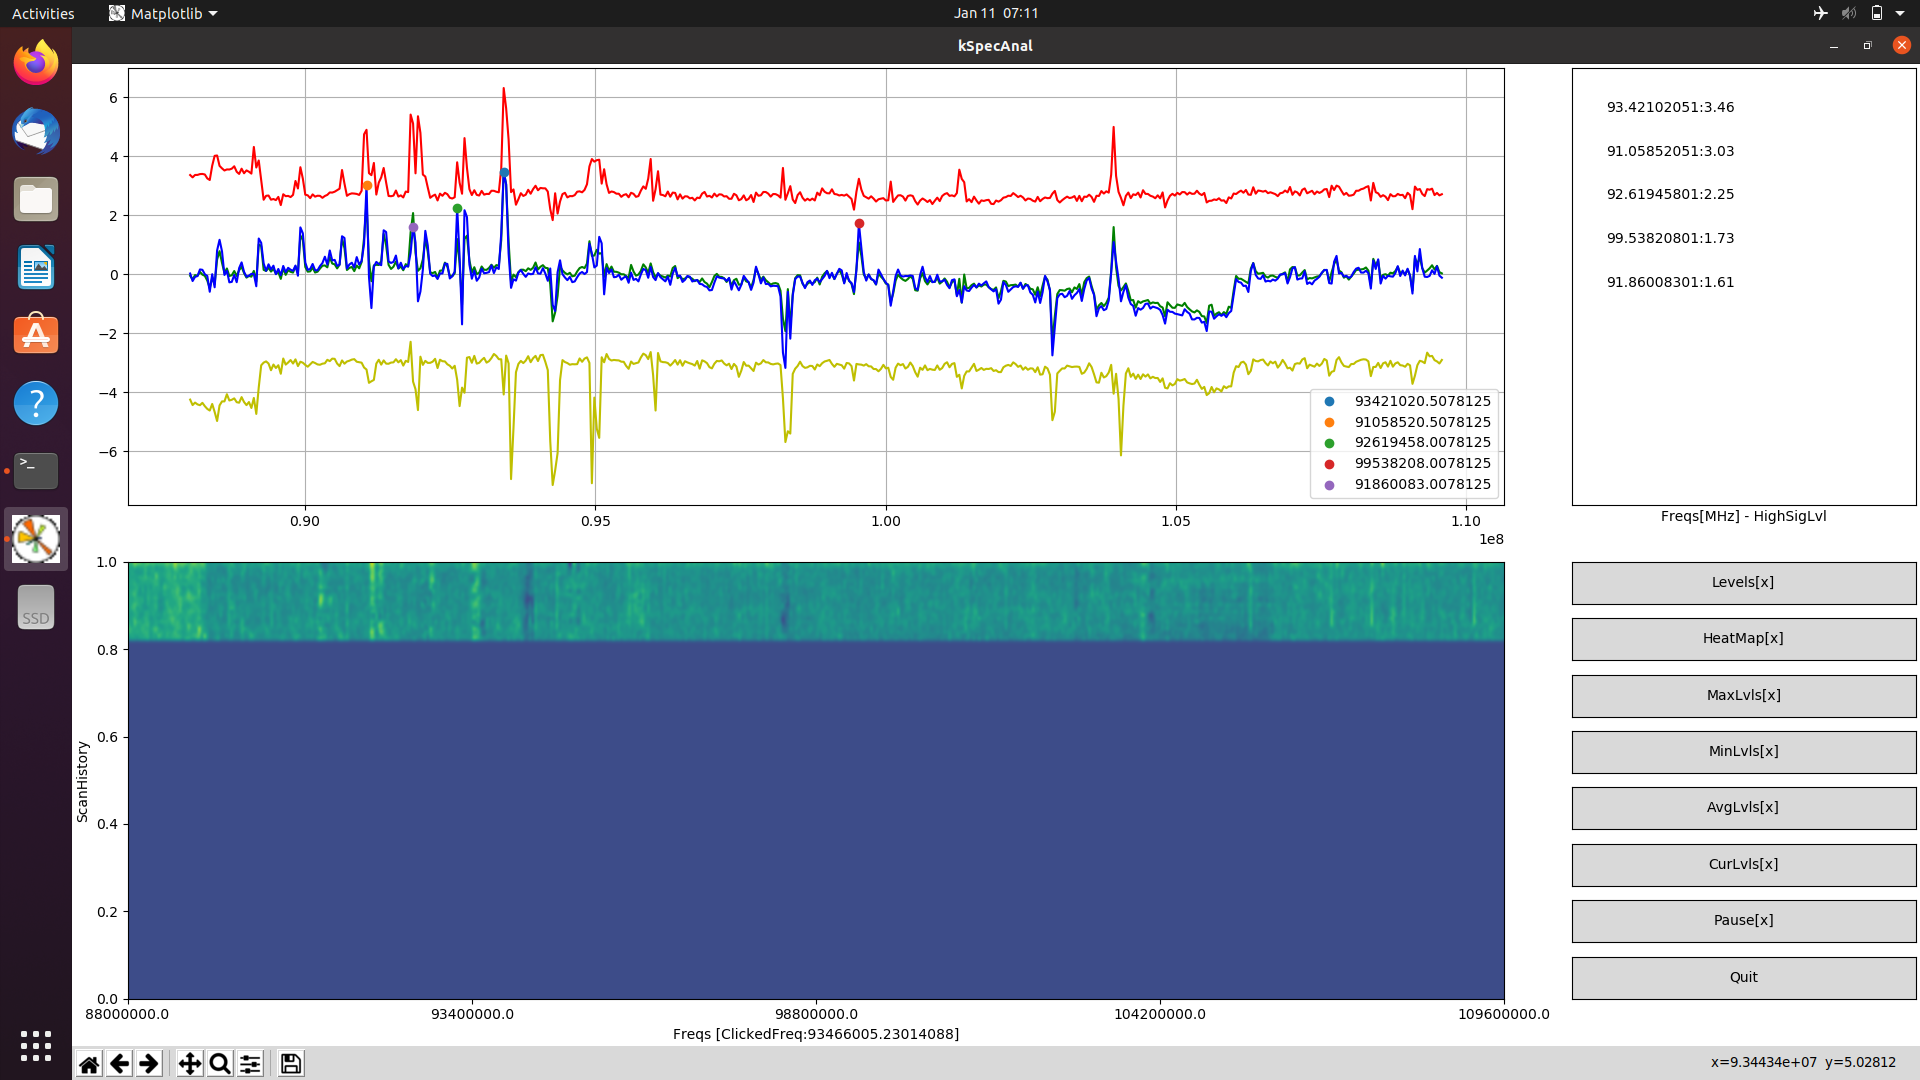 Activities Matplotlib Jan 11 07:11
kSpecAnal
6
4
2
0
−2
−4
−6
93421020.5078125
91058520.5078125
92619458.0078125
99538208.0078125
91860083.0078125
0.90 0.95 1.00 1.05 1.10
1e8
93.42102051:3.46
91.05852051:3.03
92.61945801:2.25
99.53820801:1.73
91.86008301:1.61
Freqs[MHz] - HighSigLvl
1.0
0.8
0.6
0.4
0.2
0.0
ScanHistory
88000000.0 93400000.0 98800000.0 104200000.0 109600000.0
Freqs [ClickedFreq:93466005.23014088]
Levels[x]
HeatMap[x]
MaxLvls[x]
MinLvls[x]
AvgLvls[x]
CurLvls[x]
Pause[x]
Quit
SSD
x=9.34434e+07 y=5.02812